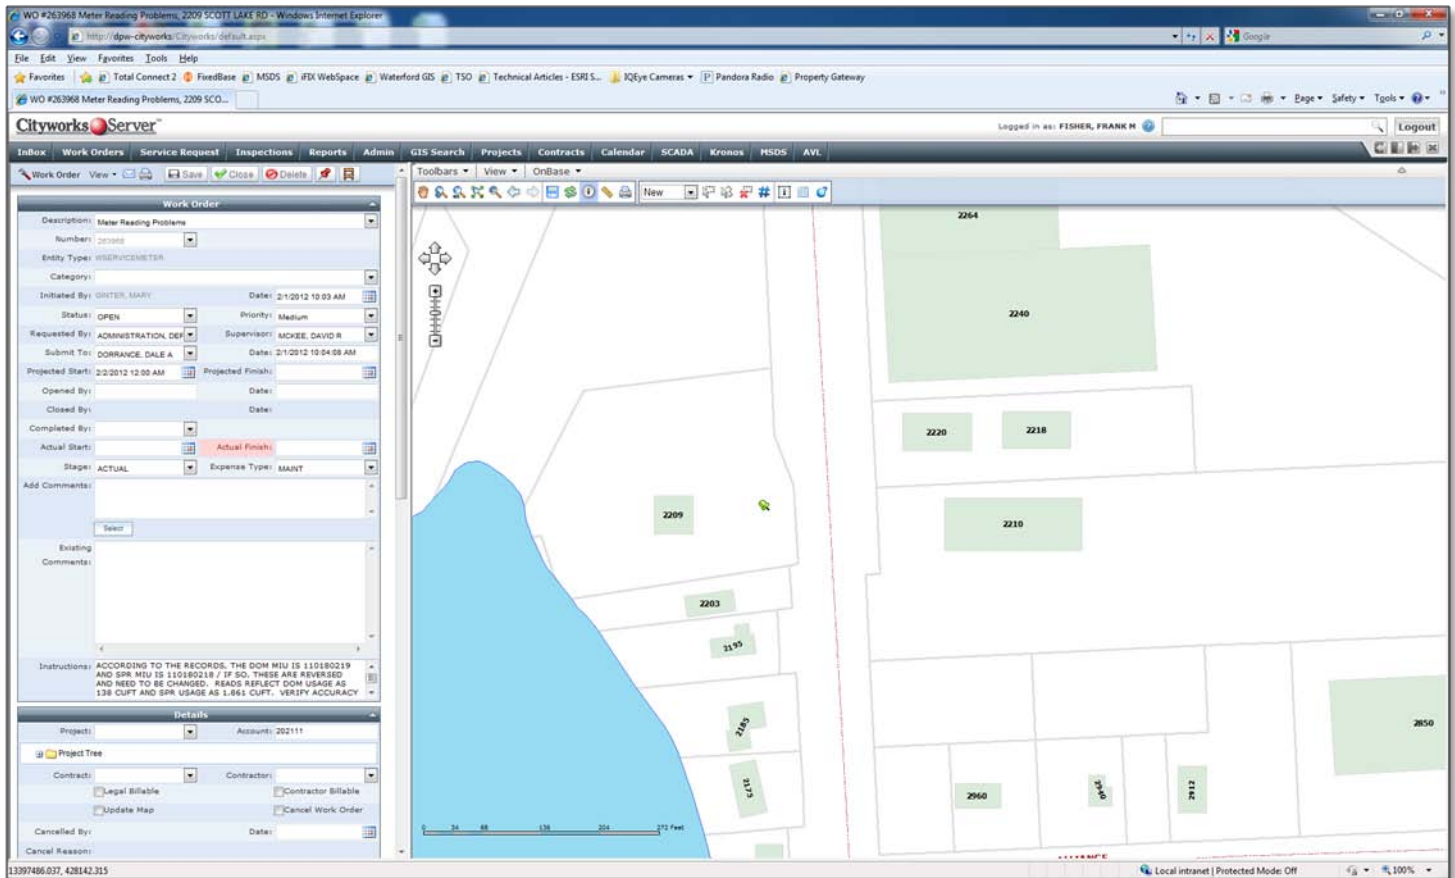 WO #263968 Meter Reading Problems, 2209 SCOTT LAKE RD - Windows Internet Explorer
http://dpw-cityworks/Cityworks/default.aspx
Google
File Edit View Favorites Tools Help
Favorites Total Connect 2 FixedBase MSDS iFIX WebSpace Waterford GIS TSO Technical Articles - ESRI S... IQEye Cameras Pandora Radio Property Gateway
WO #263968 Meter Reading Problems, 2209 SCO...
Page Safety Tools
Cityworks Server
Logged in as: FISHER, FRANK M
Logout
InBox Work Orders Service Request Inspections Reports Admin GIS Search Projects Contracts Calendar SCADA Kronos MSDS AVL
Work Order View Save Close Delete
Toolbars View OnBase
New
Work Order
Description: Meter Reading Problems
Number: 263968
Entity Type: WSERVICEMETER
Category:
Initiated By: GINTER, MARY Date: 2/1/2012 10:03 AM
Status: OPEN Priority: Medium
Requested By: ADMINISTRATION, DEP Supervisor: MCKEE, DAVID R
Submit To: DORRANCE, DALE A Date: 2/1/2012 10:04:08 AM
Projected Start: 2/2/2012 12:00 AM Projected Finish:
Opened By: Date:
Closed By: Date:
Completed By:
Actual Start: Actual Finish:
Stage: ACTUAL Expense Type: MAINT
Add Comments:
Select
Existing
Comments:
Instructions: ACCORDING TO THE RECORDS, THE DOM MIU IS 110180219
AND SPR MIU IS 110180218 / IF SO, THESE ARE REVERSED
AND NEED TO BE CHANGED. READS REFLECT DOM USAGE AS
138 CUFT AND SPR USAGE AS 1.861 CUFT. VERIFY ACCURACY
Details
Project: Account: 202111
Project Tree
Contract: Contractor:
Legal Billable Contractor Billable
Update Map Cancel Work Order
Cancelled By: Date:
Cancel Reason:
2264
2240
2220
2218
2209
2210
2203
2195
2185
2175
2850
2960
2940
2912
0 34 68 136 204 272 Feet
ALLIANCE
13397486.037, 428142.315
Local intranet | Protected Mode: Off
100%